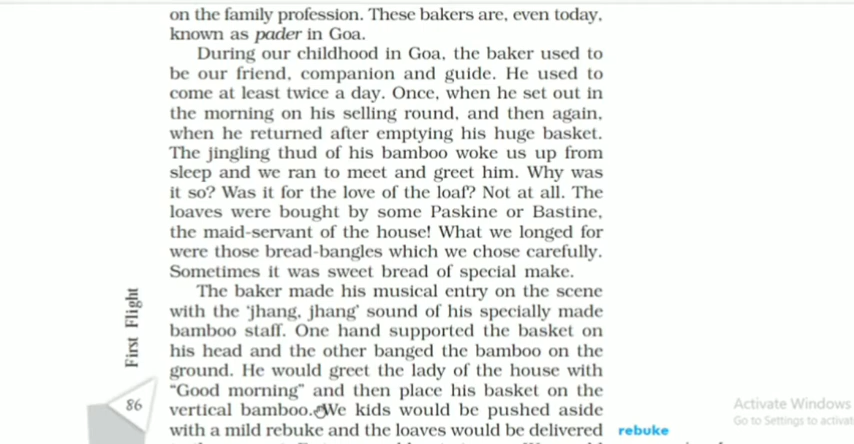 on the family profession. These bakers are, even today,
known as pader in Goa.
During our childhood in Goa, the baker used to
be our friend, companion and guide. He used to
come at least twice a day. Once, when he set out in
the morning on his selling round, and then again,
when he returned after emptying his huge basket.
The jingling thud of his bamboo woke us up from
sleep and we ran to meet and greet him. Why was
it so? Was it for the love of the loaf? Not at all. The
loaves were bought by some Paskine or Bastine,
the maid-servant of the house! What we longed for
were those bread-bangles which we chose carefully.
Sometimes it was sweet bread of special make.
The baker made his musical entry on the scene
with the ‘jhang, jhang’ sound of his specially made
bamboo staff. One hand supported the basket on
his head and the other banged the bamboo on the
ground. He would greet the lady of the house with
“Good morning” and then place his basket on the
vertical bamboo. We kids would be pushed aside
with a mild rebuke and the loaves would be delivered
rebuke
First Flight
86
Activate Windows
Go to Settings to activat